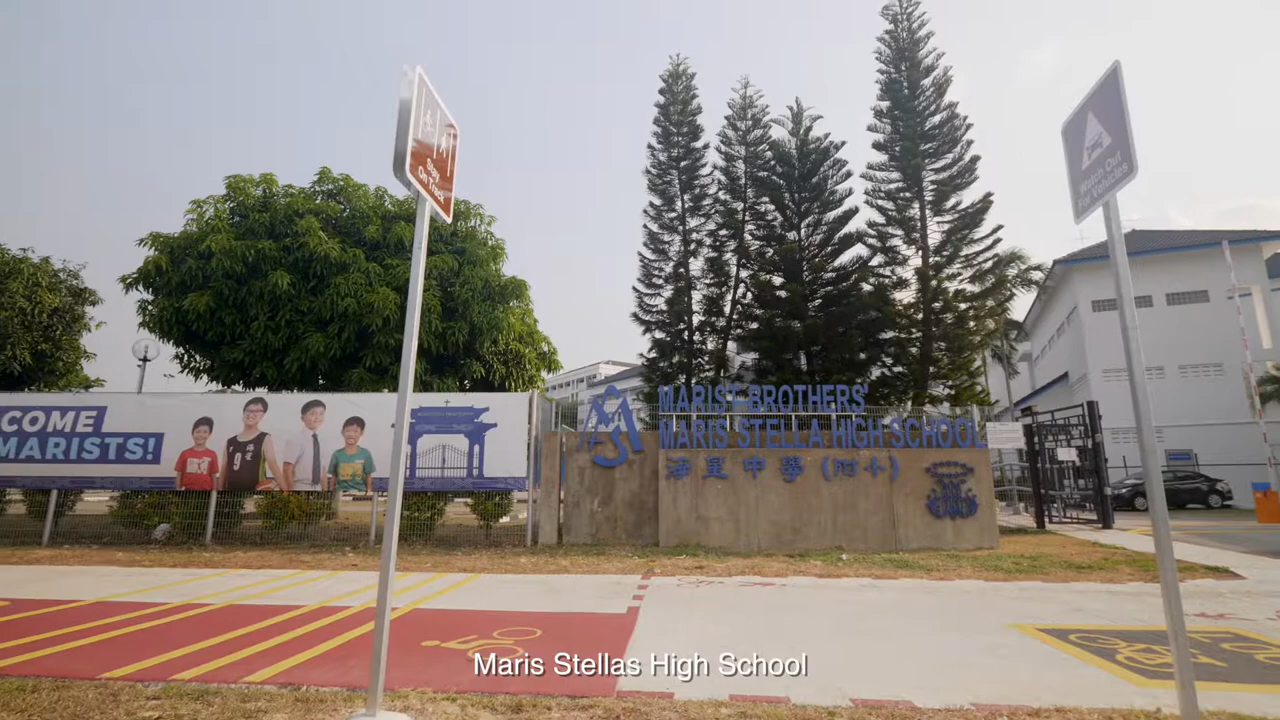 Stay
On Track
Watch Out
For Vehicles
COME
MARISTS!
9
MARIST BROTHERS'
MARIS STELLA HIGH SCHOOL
海星中學(附小)
Maris Stellas High School